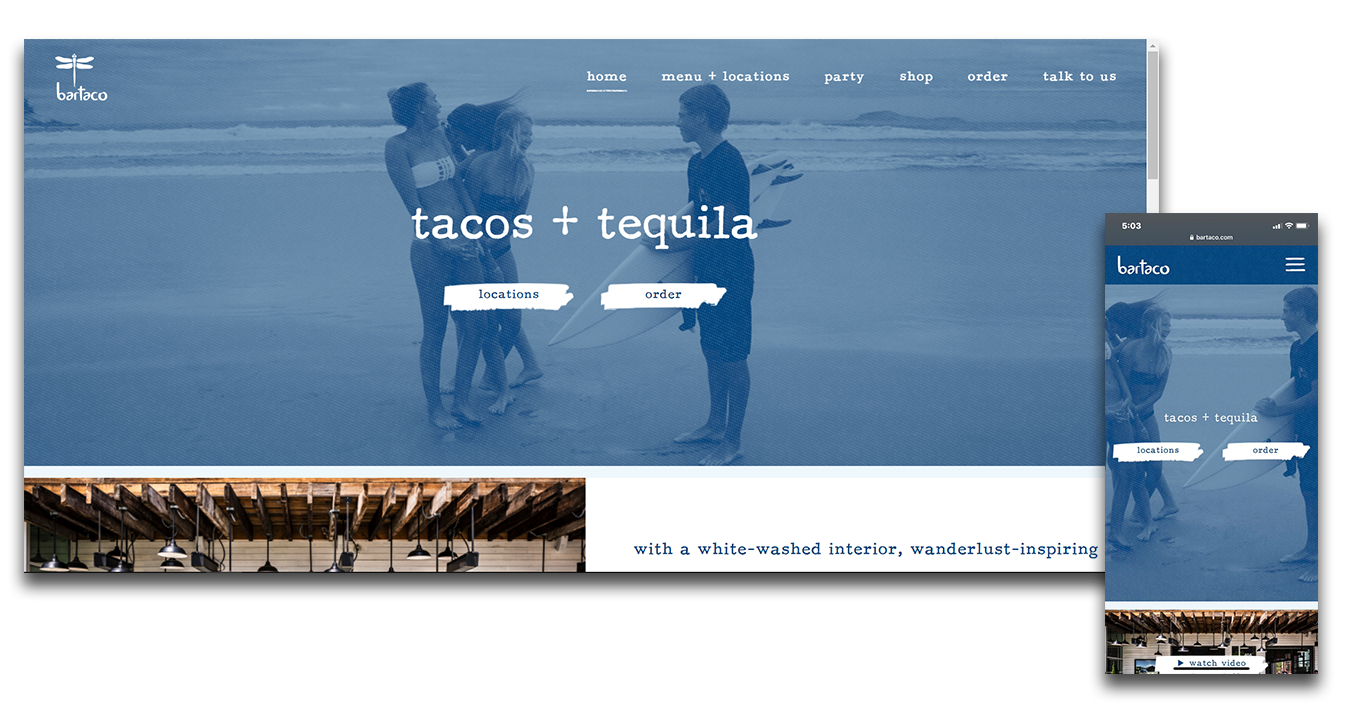 home menu + locations party shop order talk to us
bartaco
tacos + tequila
locations order
with a white-washed interior, wanderlust-inspiring
5:03
bartaco.com
bartaco
tacos + tequila
locations order
watch video